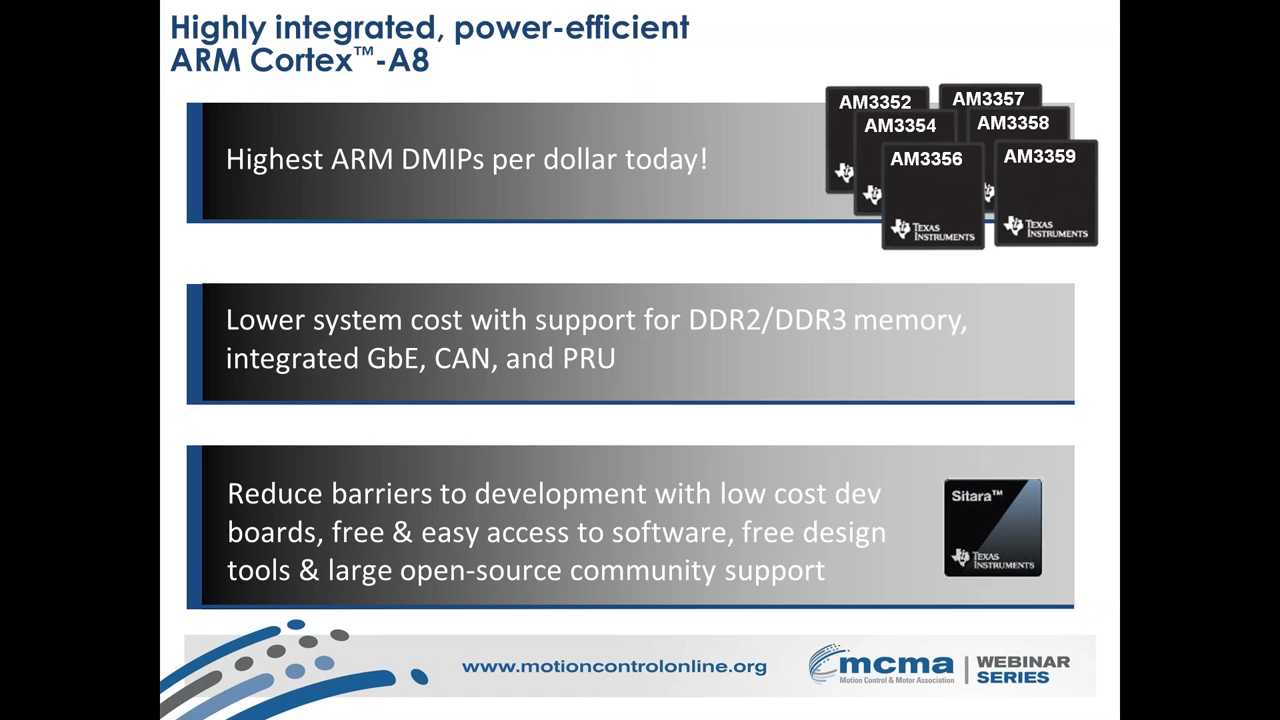 Highly integrated, power-efficient
ARM Cortex™-A8
AM3352
AM3357
AM3354
AM3358
AM3356
AM3359
Highest ARM DMIPs per dollar today!
TEXAS
INSTRUMENTS
TEXAS
INSTRUMENTS
Lower system cost with support for DDR2/DDR3 memory,
integrated GbE, CAN, and PRU
Reduce barriers to development with low cost dev
boards, free & easy access to software, free design
tools & large open-source community support
Sitara™
TEXAS
INSTRUMENTS
www.motioncontrolonline.org
mcma
Motion Control & Motor Association
WEBINAR
SERIES